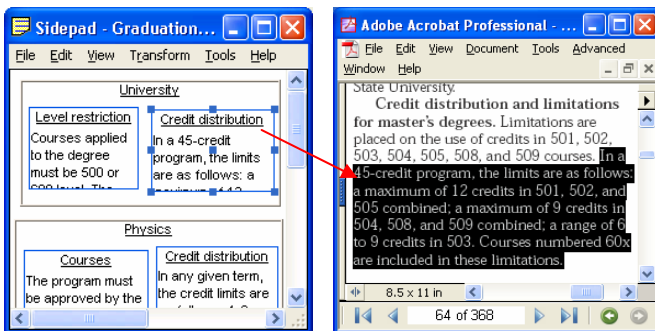 Sidepad - Graduation...
File Edit View Transform Tools Help
University
Level restriction
Courses applied
to the degree
must be 500 or
600 level. The
Credit distribution
In a 45-credit
program, the limits
are as follows: a
maximum of 12
Physics
Courses
The program must
be approved by the
Credit distribution
In any given term,
the credit limits are
Adobe Acrobat Professional - ...
File Edit View Document Tools Advanced
Window Help
State University.
Credit distribution and limitations
for master's degrees. Limitations are
placed on the use of credits in 501, 502,
503, 504, 505, 508, and 509 courses. In a
45-credit program, the limits are as follows:
a maximum of 12 credits in 501, 502, and
505 combined; a maximum of 9 credits in
504, 508, and 509 combined; a range of 6
to 9 credits in 503. Courses numbered 60x
are included in these limitations.
8.5 x 11 in
64 of 368